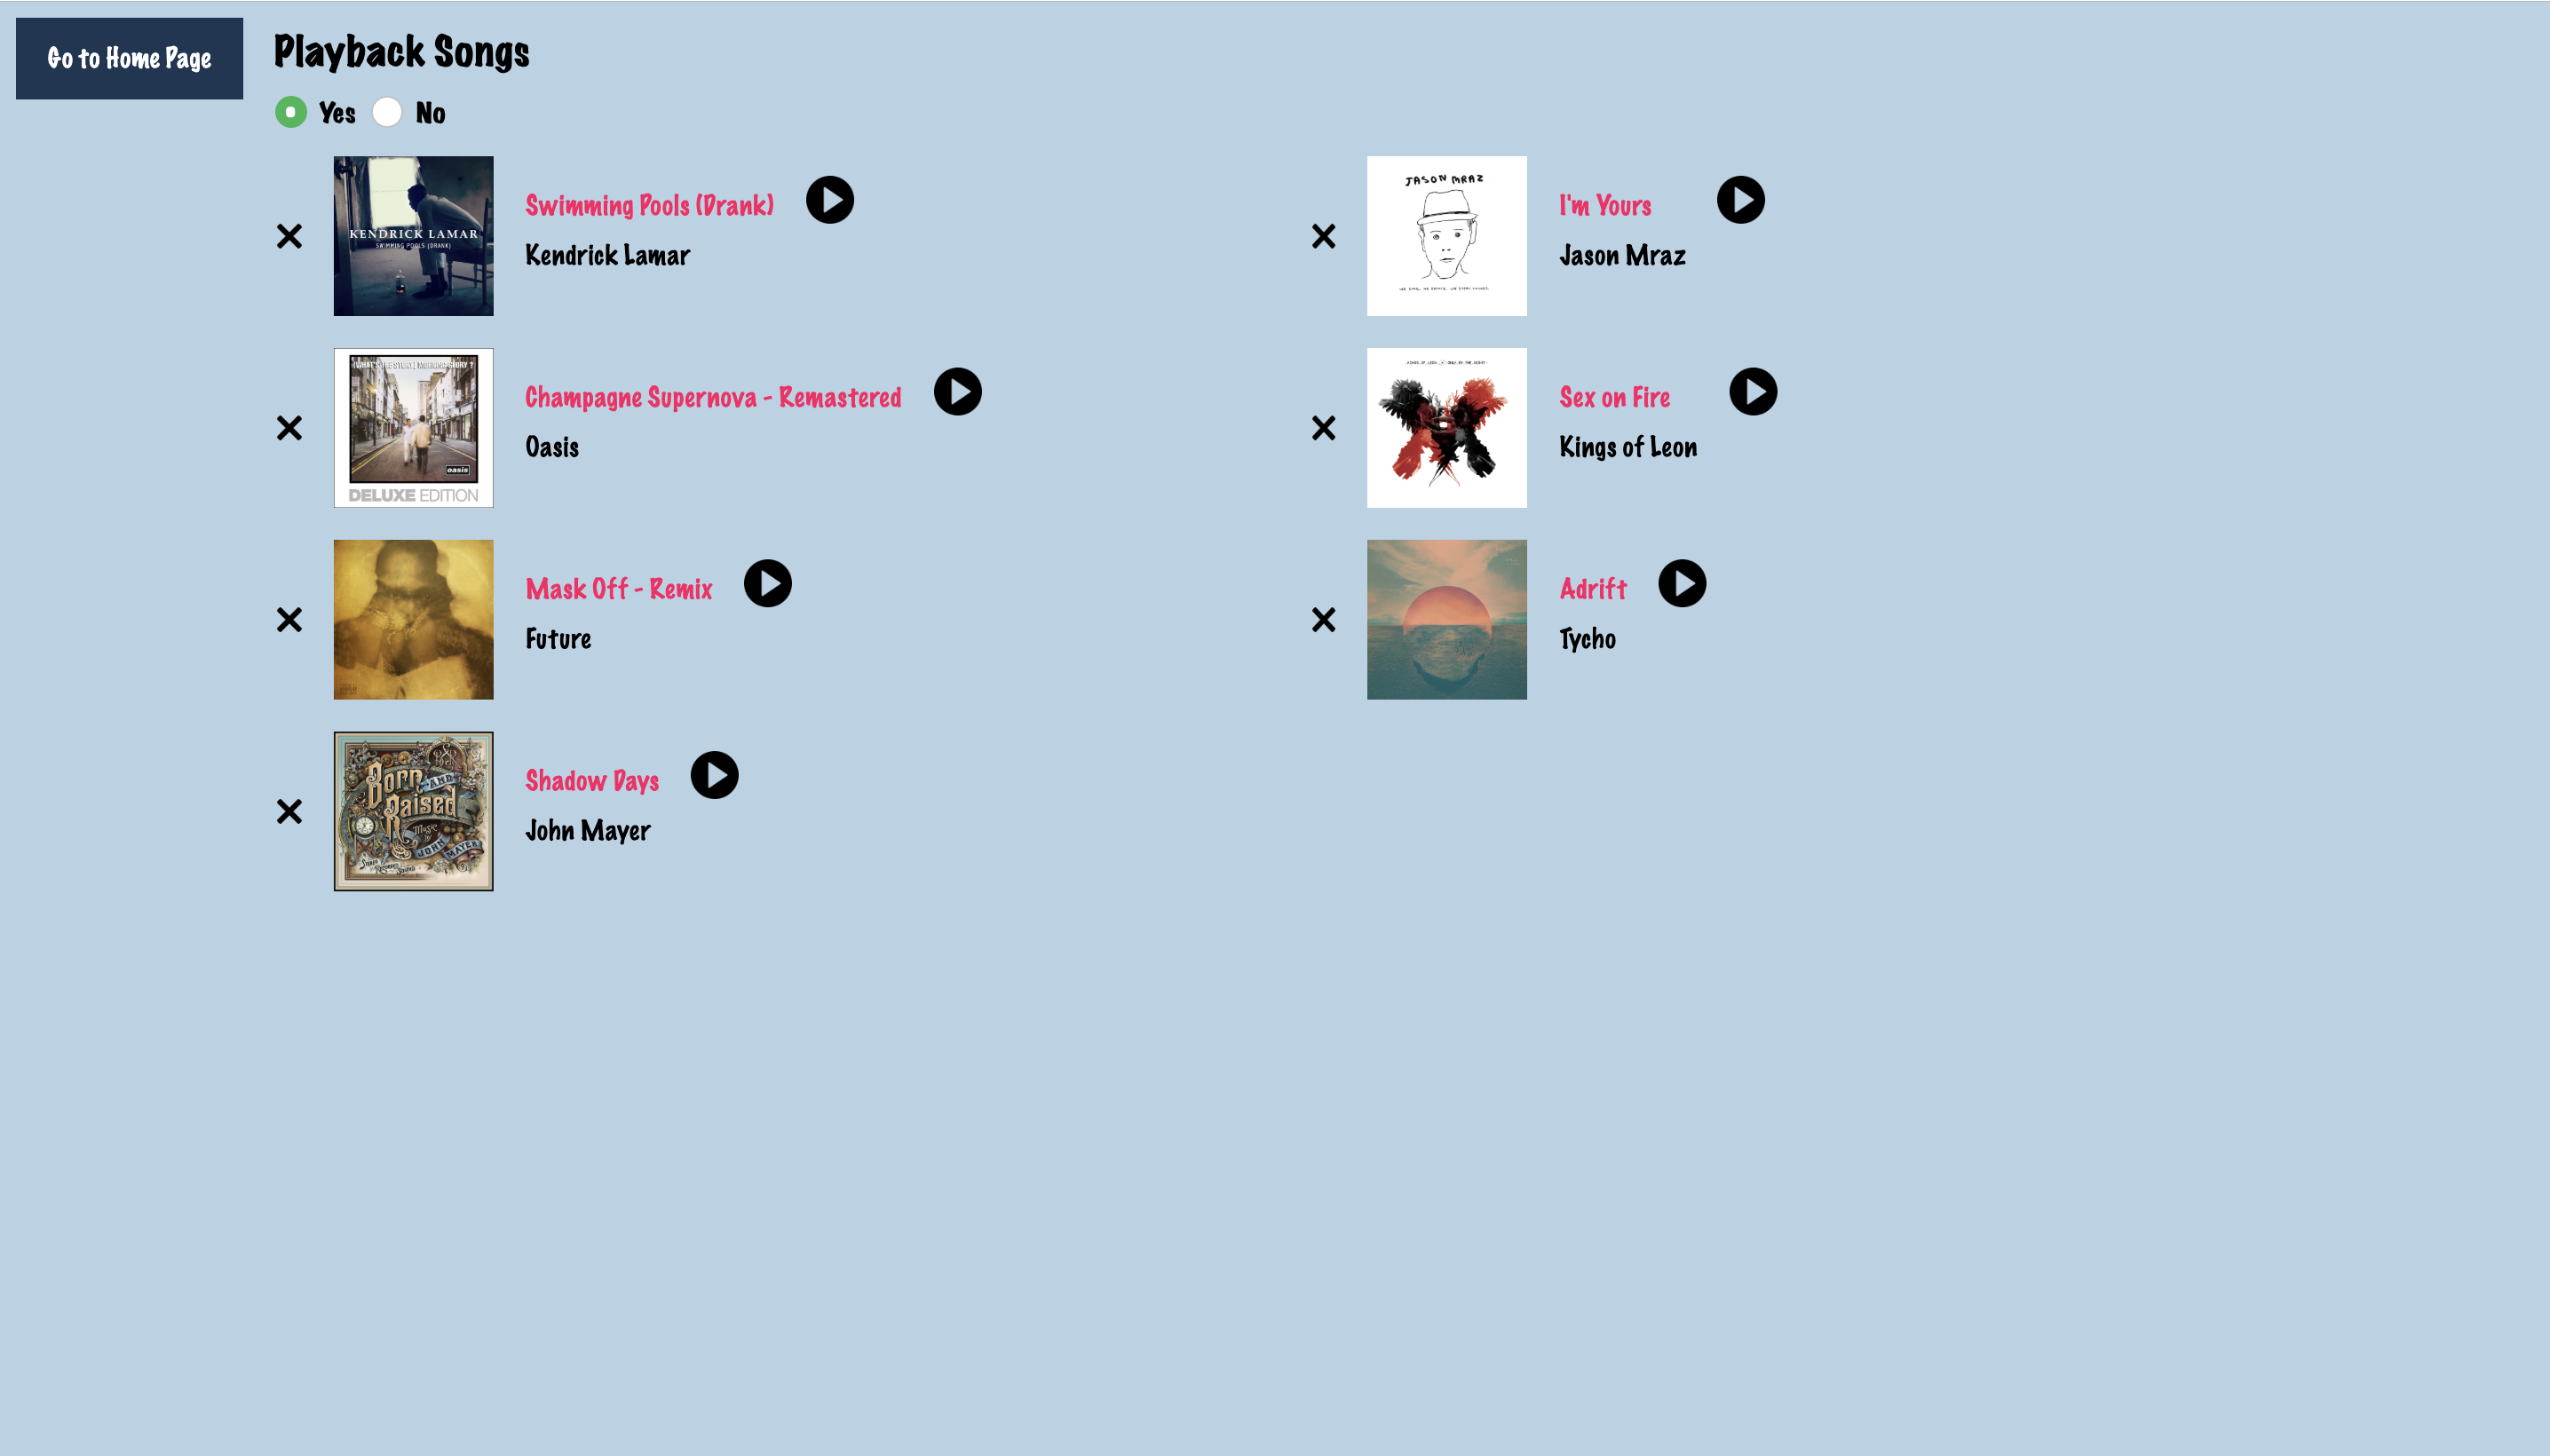 Go to Home Page
Playback Songs
Yes
No
KENDRICK LAMAR
SWIMMING POOLS (DRANK)
Swimming Pools (Drank)
Kendrick Lamar
JASON MRAZ
I'm Yours
Jason Mraz
(WHAT'S THE STORY) MORNING GLORY ?
oasis
DELUXE EDITION
Champagne Supernova - Remastered
Oasis
Sex on Fire
Kings of Leon
Mask Off - Remix
Future
Adrift
Tycho
Born AND
Raised
Music
by
JOHN MAYER
Shadow Days
John Mayer